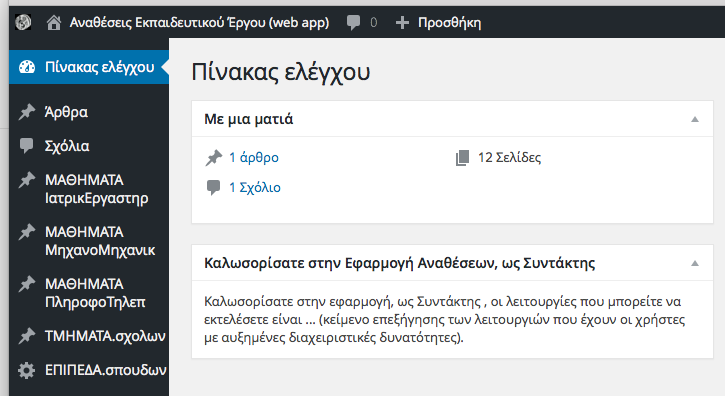 Αναθέσεις Εκπαιδευτικού Έργου (web app) 0 Προσθήκη
Πίνακας ελέγχου
Άρθρα
Σχόλια
ΜΑΘΗΜΑΤΑ
ΙατρικΕργαστηρ
ΜΑΘΗΜΑΤΑ
ΜηχανοΜηχανικ
ΜΑΘΗΜΑΤΑ
ΠληροφοΤηλεπ
ΤΜΗΜΑΤΑ.σχολων
ΕΠΙΠΕΔΑ.σπουδων
Πίνακας ελέγχου
Με μια ματιά
1 άρθρο
12 Σελίδες
1 Σχόλιο
Καλωσορίσατε στην Εφαρμογή Αναθέσεων, ως Συντάκτης
Καλωσορίσατε στην εφαρμογή, ως Συντάκτης , οι λειτουργίες που μπορείτε να
εκτελέσετε είναι ... (κείμενο επεξήγησης των λειτουργιών που έχουν οι χρήστες
με αυξημένες διαχειριστικές δυνατότητες).